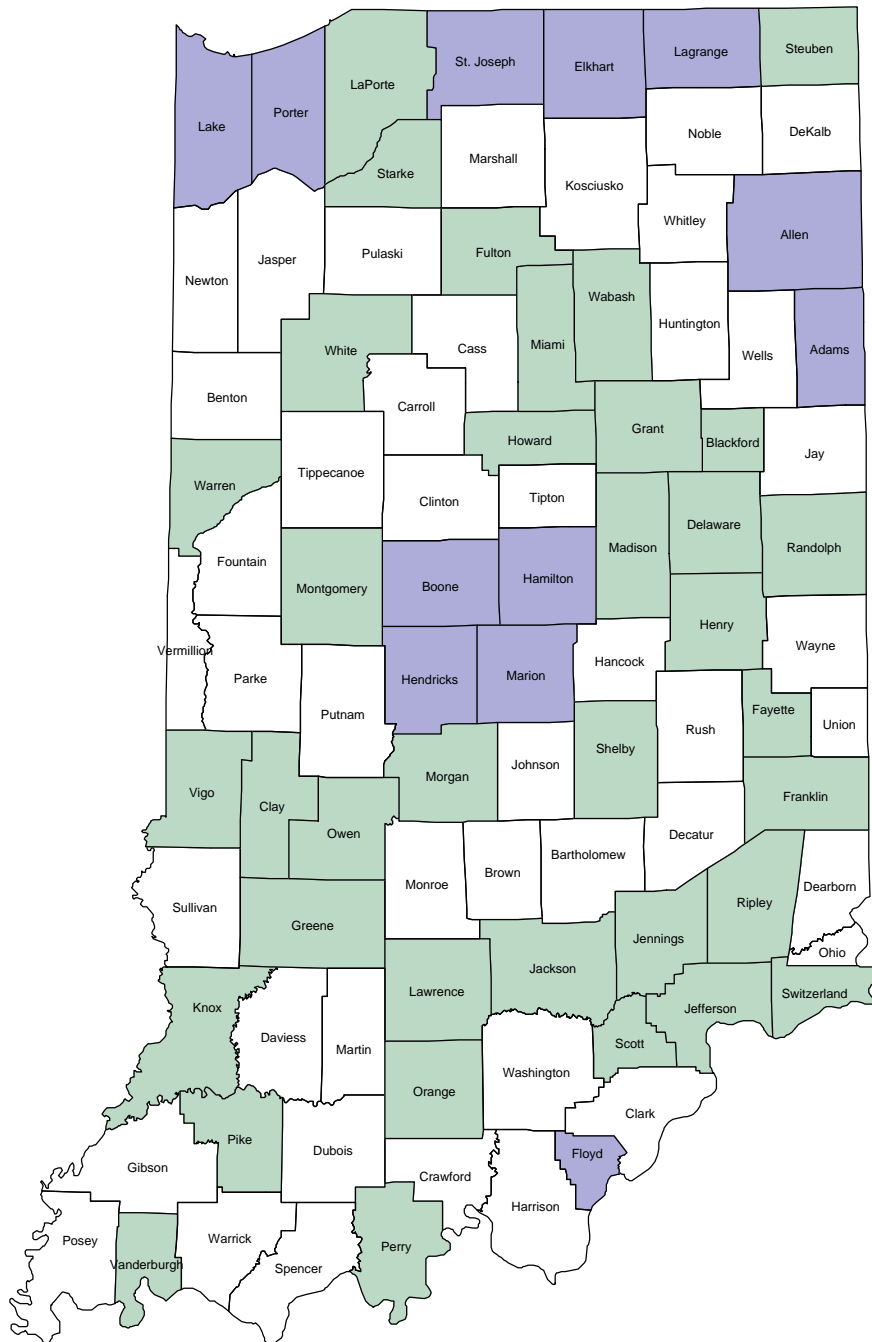 St. Joseph
Elkhart
Lagrange
Steuben
LaPorte
Lake
Porter
Noble
DeKalb
Marshall
Starke
Kosciusko
Whitley
Allen
Newton
Jasper
Pulaski
Fulton
Wabash
Huntington
White
Cass
Miami
Wells
Adams
Benton
Carroll
Howard
Grant
Blackford
Jay
Warren
Tippecanoe
Clinton
Tipton
Madison
Delaware
Randolph
Fountain
Montgomery
Boone
Hamilton
Henry
Vermillion
Parke
Putnam
Hendricks
Marion
Hancock
Wayne
Rush
Fayette
Union
Vigo
Clay
Morgan
Johnson
Shelby
Franklin
Owen
Decatur
Monroe
Brown
Bartholomew
Dearborn
Sullivan
Greene
Jennings
Ripley
Ohio
Knox
Lawrence
Jackson
Jefferson
Switzerland
Daviess
Martin
Scott
Orange
Washington
Clark
Pike
Dubois
Gibson
Crawford
Floyd
Harrison
Posey
Vanderburgh
Warrick
Spencer
Perry